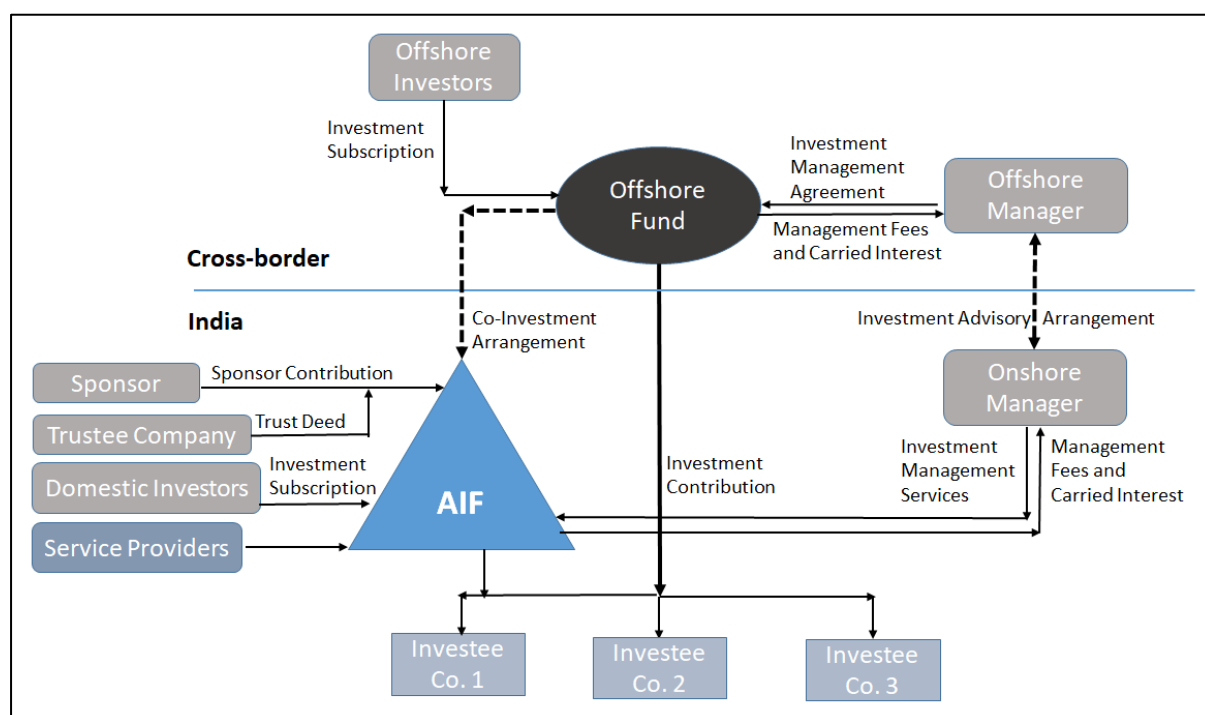 Offshore
Investors
Investment
Subscription
Offshore
Fund
Investment
Management
Agreement
Management Fees
and Carried Interest
Offshore
Manager
Cross-border
India
Co-Investment
Arrangement
Investment Advisory Arrangement
Sponsor
Sponsor Contribution
Trustee Company
Trust Deed
Domestic Investors
Investment
Subscription
Service Providers
AIF
Investment
Contribution
Onshore
Manager
Investment
Management
Services
Management
Fees and
Carried Interest
Investee
Co. 1
Investee
Co. 2
Investee
Co. 3